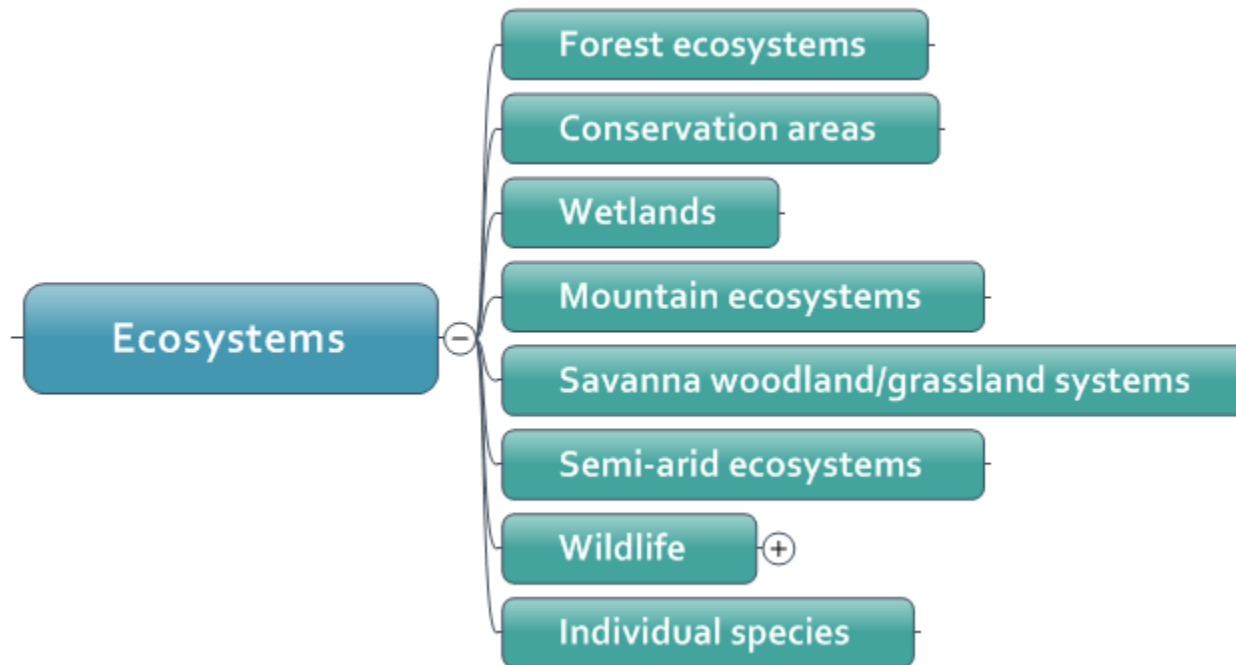 Forest ecosystems
Conservation areas
Wetlands
Mountain ecosystems
Ecosystems
Savanna woodland/grassland systems
Semi-arid ecosystems
Wildlife
Individual species